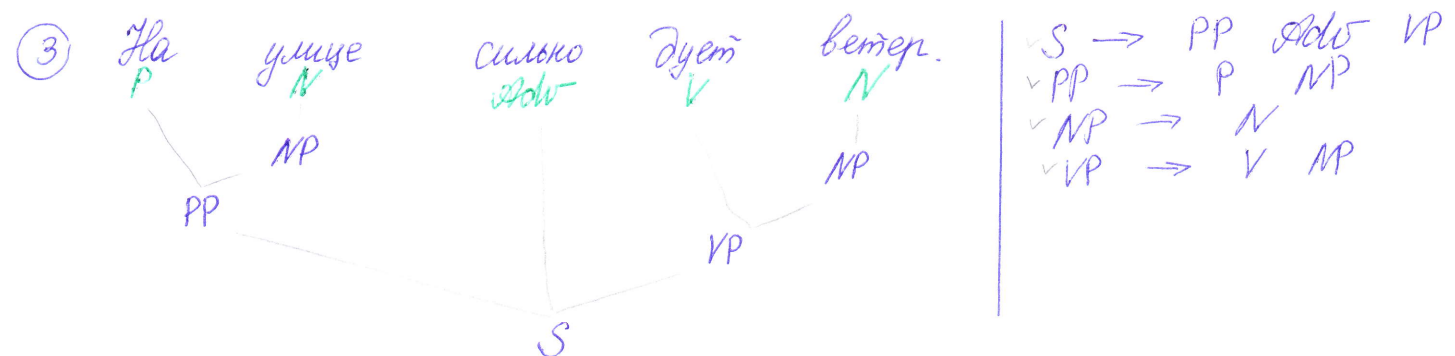 ③ На улице сильно дует ветер.
P N Adv V N
NP NP
PP VP
S
✓ S → PP Adv VP
✓ PP → P NP
✓ NP → N
✓ VP → V NP